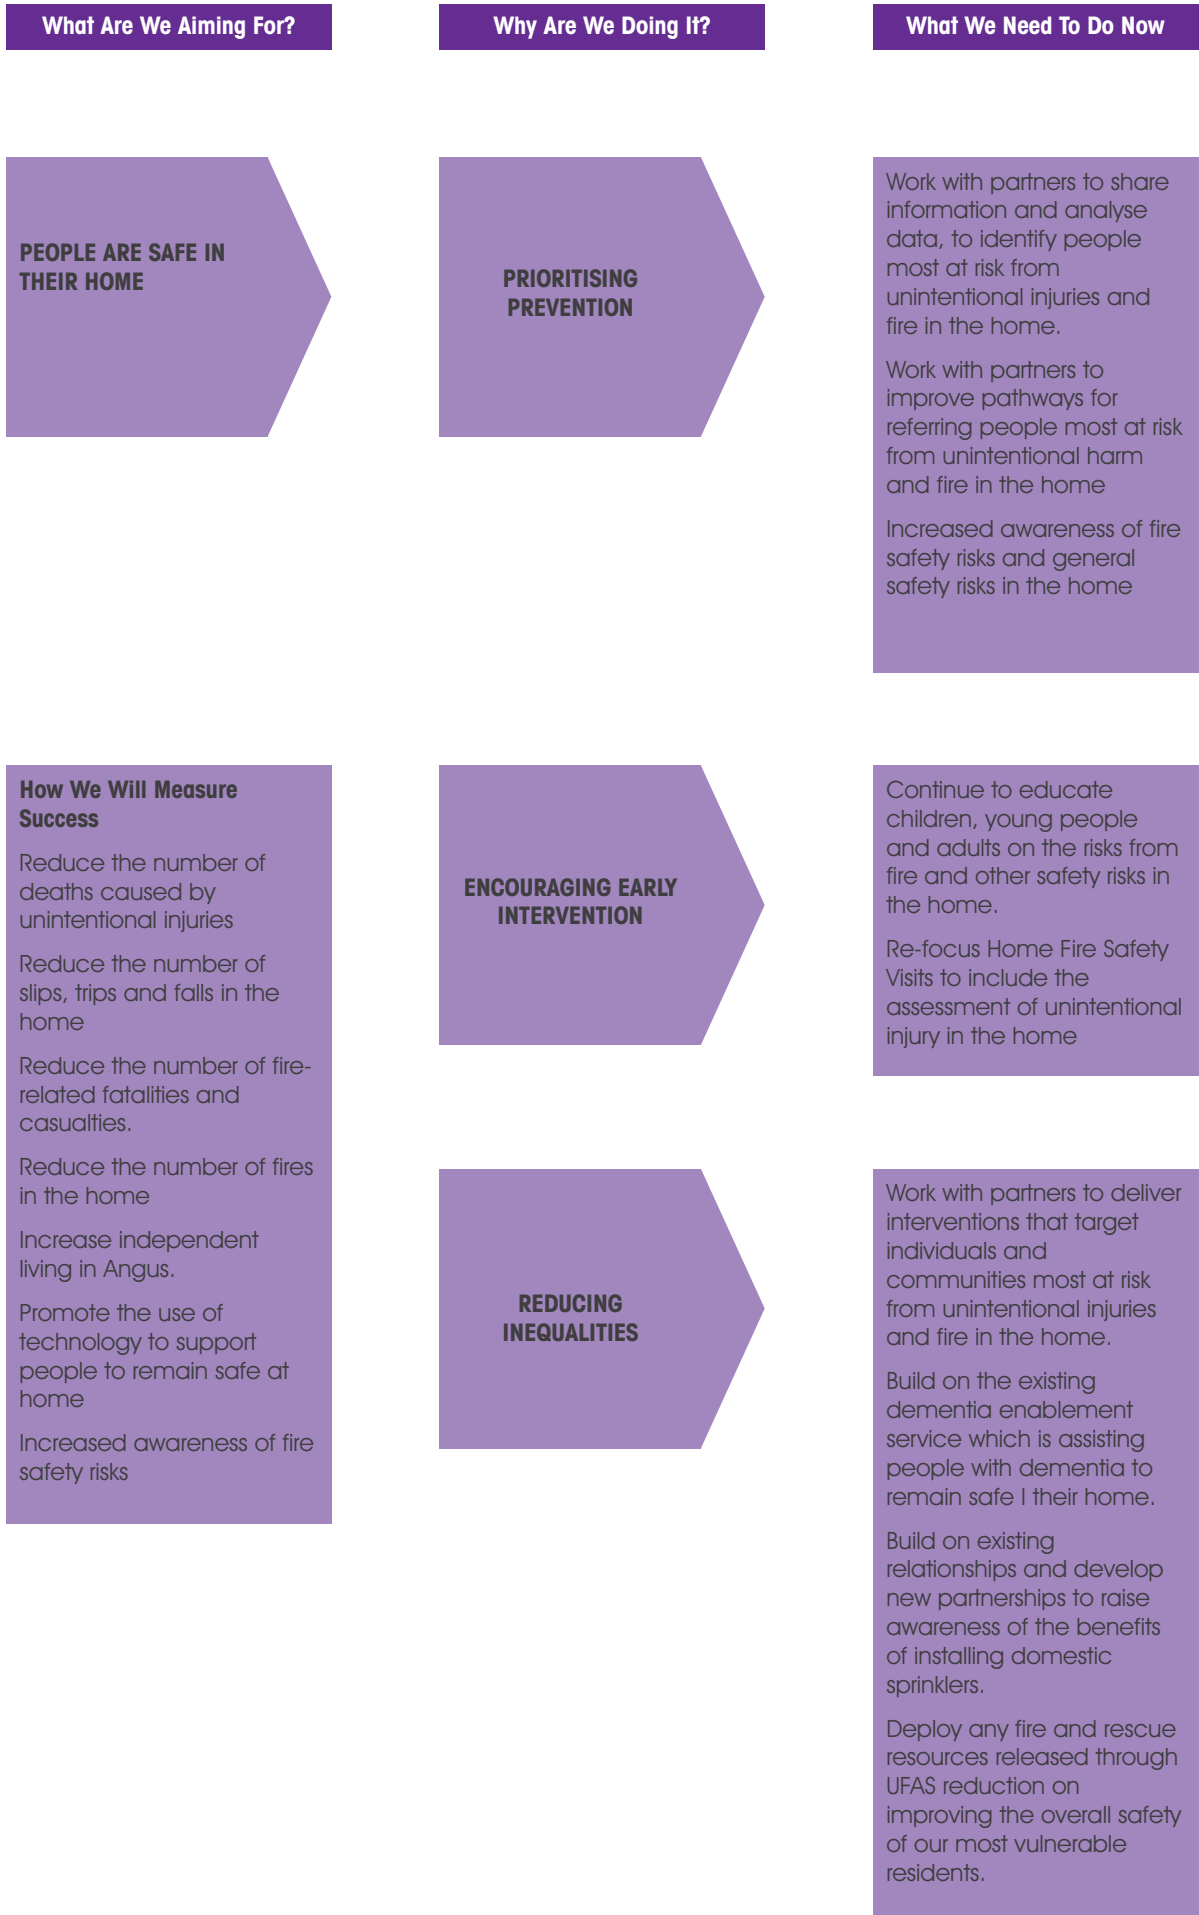 What Are We Aiming For?
Why Are We Doing It?
What We Need To Do Now
PEOPLE ARE SAFE IN
THEIR HOME
PRIORITISING
PREVENTION
Work with partners to share
information and analyse
data, to identify people
most at risk from
unintentional injuries and
fire in the home.
Work with partners to
improve pathways for
referring people most at risk
from unintentional harm
and fire in the home
Increased awareness of fire
safety risks and general
safety risks in the home
How We Will Measure
Success
Reduce the number of
deaths caused by
unintentional injuries
Reduce the number of
slips, trips and falls in the
home
Reduce the number of fire-
related fatalities and
casualties.
Reduce the number of fires
in the home
Increase independent
living in Angus.
Promote the use of
technology to support
people to remain safe at
home
Increased awareness of fire
safety risks
ENCOURAGING EARLY
INTERVENTION
Continue to educate
children, young people
and adults on the risks from
fire and other safety risks in
the home.
Re-focus Home Fire Safety
Visits to include the
assessment of unintentional
injury in the home
REDUCING
INEQUALITIES
Work with partners to deliver
interventions that target
individuals and
communities most at risk
from unintentional injuries
and fire in the home.
Build on the existing
dementia enablement
service which is assisting
people with dementia to
remain safe I their home.
Build on existing
relationships and develop
new partnerships to raise
awareness of the benefits
of installing domestic
sprinklers.
Deploy any fire and rescue
resources released through
UFAS reduction on
improving the overall safety
of our most vulnerable
residents.